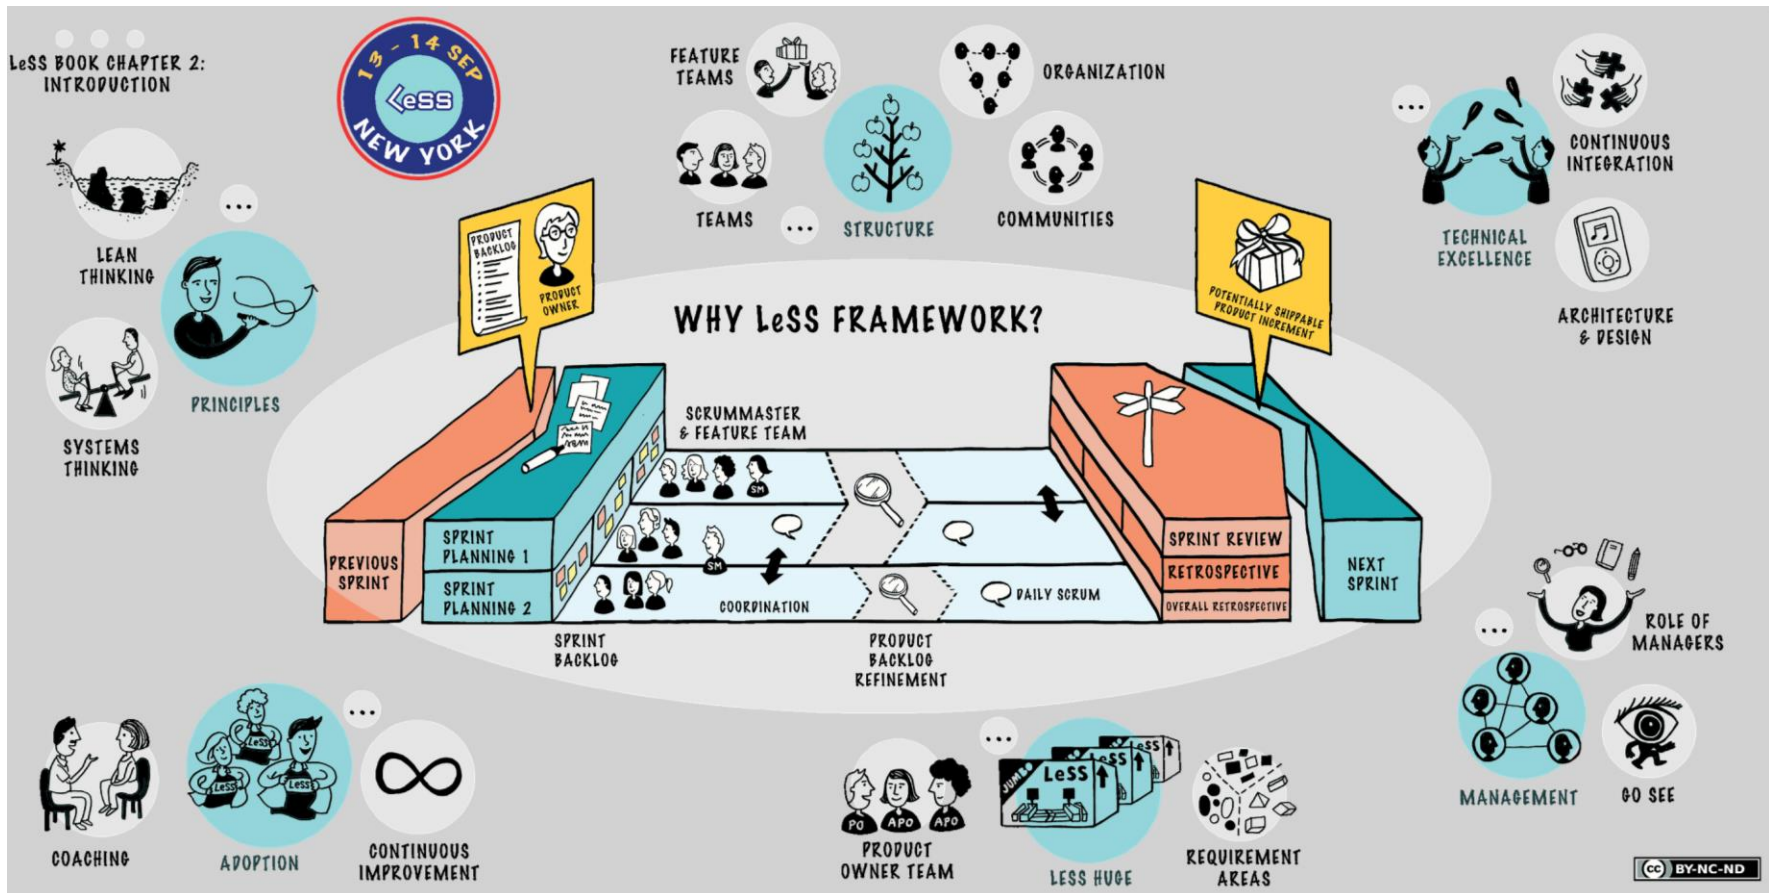 LeSS BOOK CHAPTER 2:
INTRODUCTION
13 - 14 SEP
LeSS
NEW YORK
FEATURE
TEAMS
ORGANIZATION
TEAMS
...
STRUCTURE
COMMUNITIES
...
CONTINUOUS
INTEGRATION
TECHNICAL
EXCELLENCE
ARCHITECTURE
& DESIGN
LEAN
THINKING
...
PRINCIPLES
SYSTEMS
THINKING
PRODUCT
BACKLOG
PRODUCT
OWNER
WHY LeSS FRAMEWORK?
POTENTIALLY SHIPPABLE
PRODUCT INCREMENT
SCRUMMASTER
& FEATURE TEAM
SM
SM
PREVIOUS
SPRINT
SPRINT
PLANNING 1
SPRINT
PLANNING 2
COORDINATION
DAILY SCRUM
SPRINT REVIEW
RETROSPECTIVE
OVERALL RETROSPECTIVE
NEXT
SPRINT
SPRINT
BACKLOG
PRODUCT
BACKLOG
REFINEMENT
...
ROLE OF
MANAGERS
MANAGEMENT
GO SEE
COACHING
LeSS
LeSS
LeSS
ADOPTION
...
CONTINUOUS
IMPROVEMENT
PO
APO
APO
PRODUCT
OWNER TEAM
...
JUMBO
LeSS
LeSS
LESS HUGE
REQUIREMENT
AREAS
cc BY-NC-ND